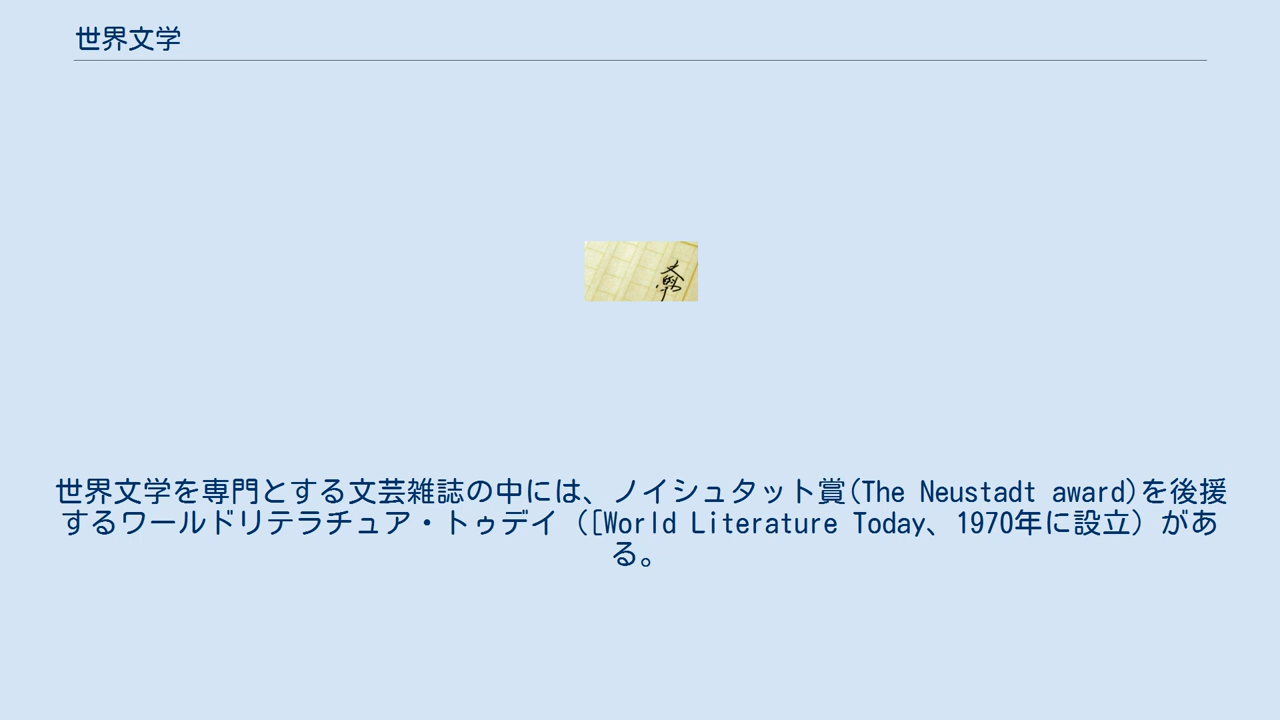 世界文学
世界文学を専門とする文芸雑誌の中には、ノイシュタット賞(The Neustadt award)を後援
するワールドリテラチュア・トゥデイ（[World Literature Today、1970年に設立）があ
る。